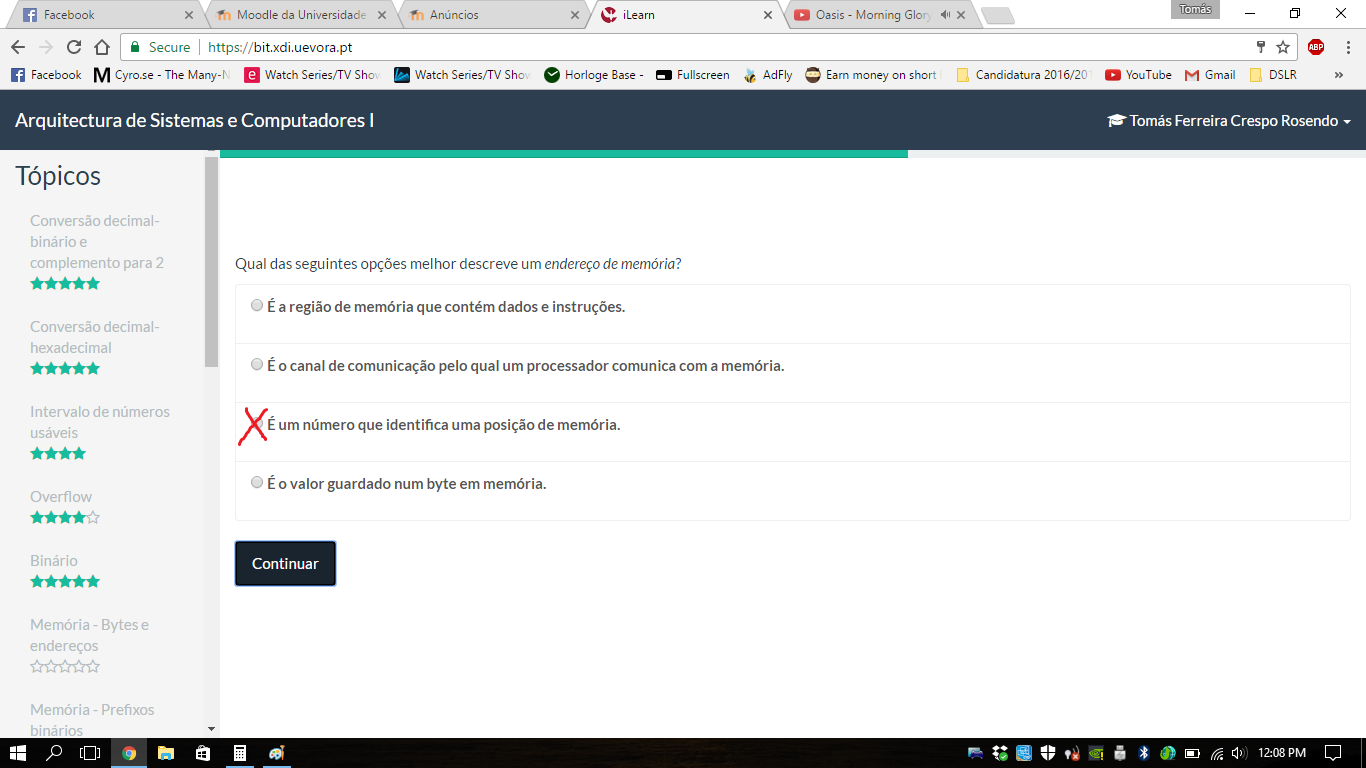 Tomás
Facebook
Moodle da Universidade
Anúncios
iLearn
Oasis - Morning Glory
Secure
https://bit.xdi.uevora.pt
ABP
Facebook
Cyro.se - The Many-N
Watch Series/TV Show
Watch Series/TV Show
Horloge Base -
Fullscreen
AdFly
Earn money on short
Candidatura 2016/20
YouTube
Gmail
DSLR
»
Arquitectura de Sistemas e Computadores I
Tomás Ferreira Crespo Rosendo
Tópicos
Conversão decimal-
binário e
complemento para 2
Conversão decimal-
hexadecimal
Intervalo de números
usáveis
Overflow
Binário
Memória - Bytes e
endereços
Memória - Prefixos
binários
Qual das seguintes opções melhor descreve um endereço de memória?
É a região de memória que contém dados e instruções.
É o canal de comunicação pelo qual um processador comunica com a memória.
É um número que identifica uma posição de memória.
É o valor guardado num byte em memória.
Continuar
12:08 PM